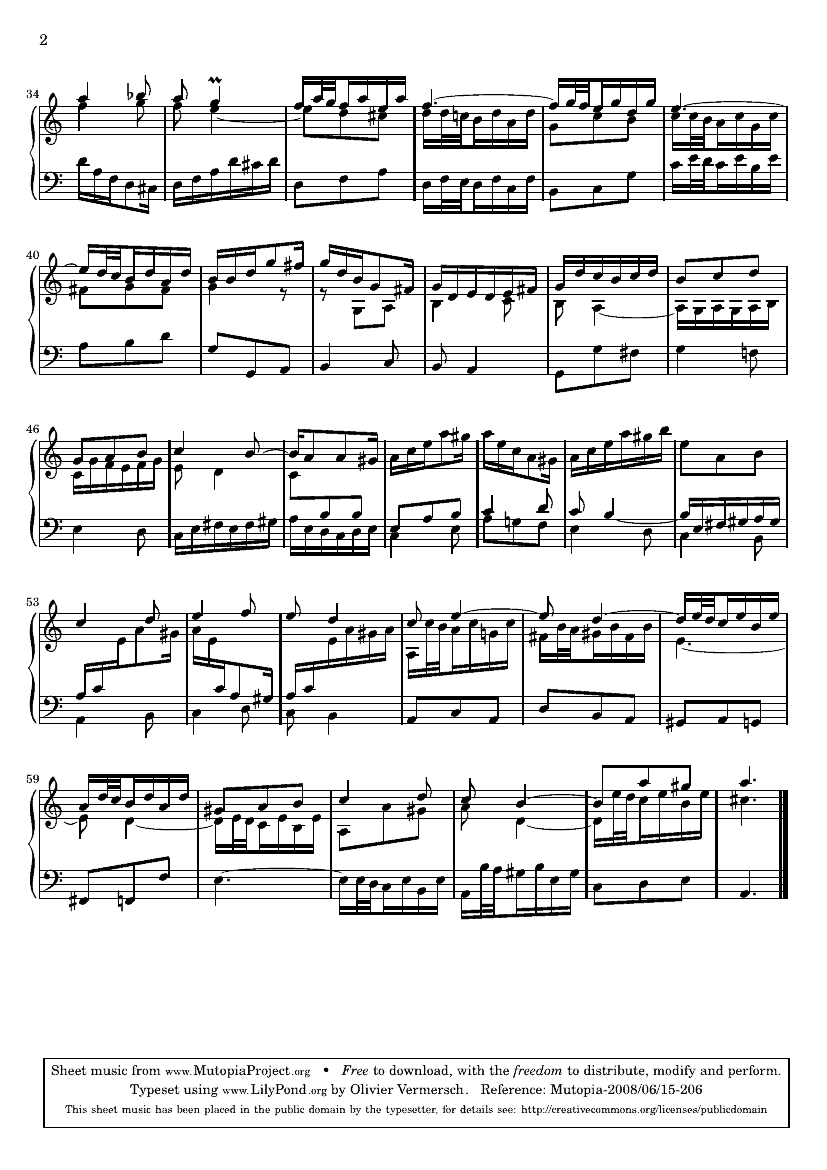 2
34
40
46
53
59
Sheet music from www.MutopiaProject.org • Free to download, with the freedom to distribute, modify and perform.
Typeset using www.LilyPond.org by Olivier Vermersch. Reference: Mutopia-2008/06/15-206
This sheet music has been placed in the public domain by the typesetter, for details see: http://creativecommons.org/licenses/publicdomain